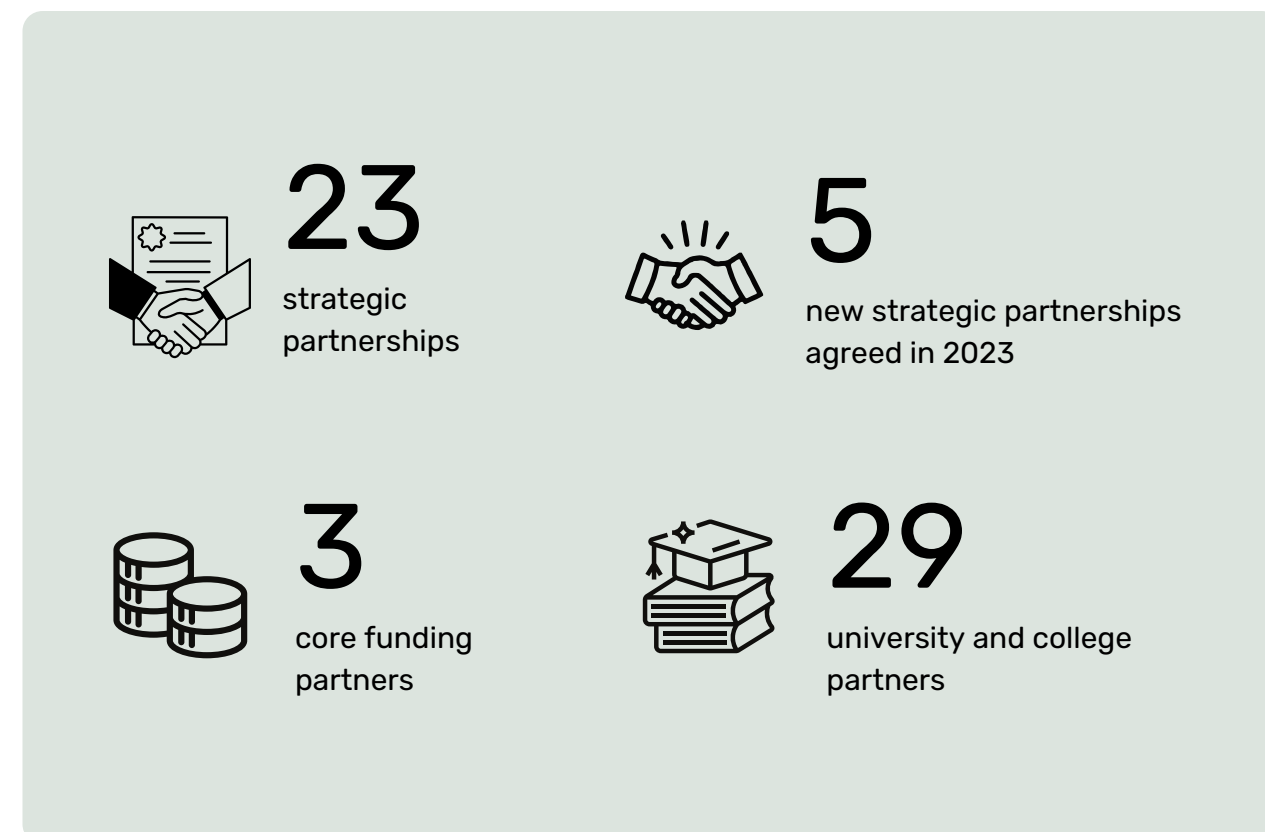 23
strategic
partnerships
5
new strategic partnerships
agreed in 2023
3
core funding
partners
29
university and college
partners